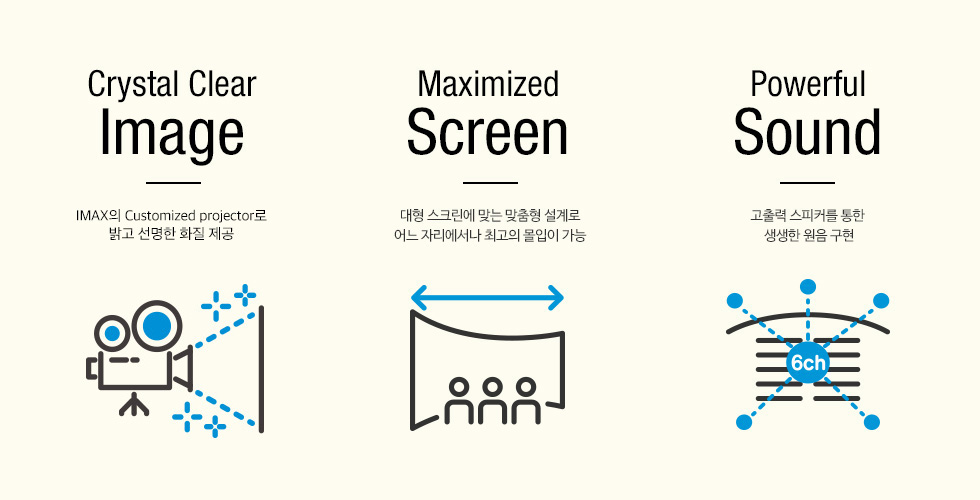 Crystal Clear
Image
IMAX의 Customized projector로
밝고 선명한 화질 제공
Maximized
Screen
대형 스크린에 맞는 맞춤형 설계로
어느 자리에서나 최고의 몰입이 가능
Powerful
Sound
고출력 스피커를 통한
생생한 원음 구현
6ch